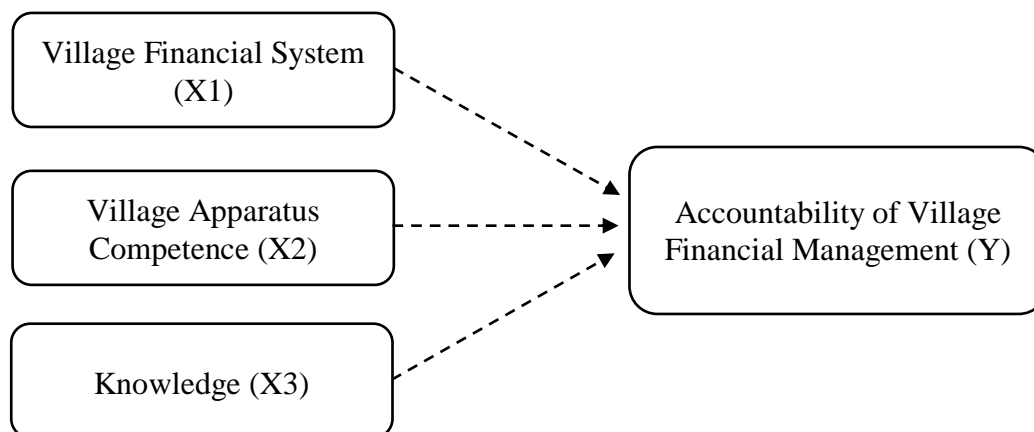 Village Financial System
(X1)
Village Apparatus
Competence (X2)
Knowledge (X3)
Accountability of Village
Financial Management (Y)